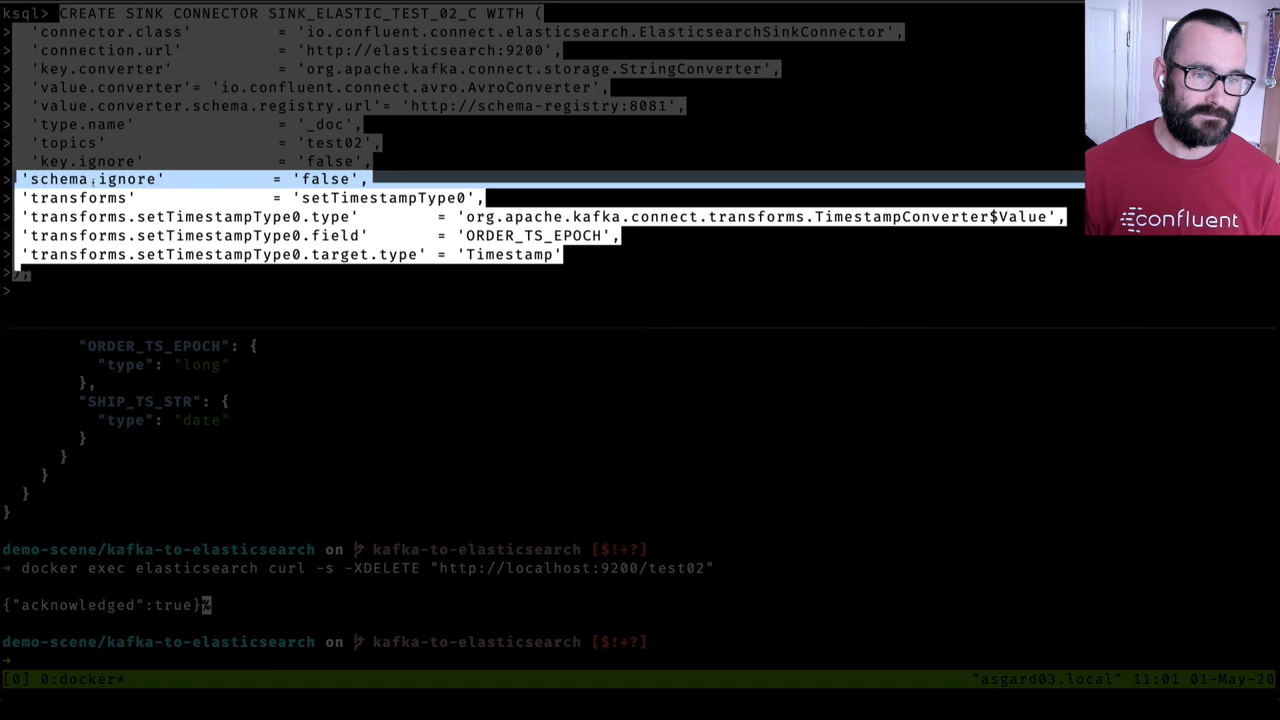 ksql> CREATE SINK CONNECTOR SINK_ELASTIC_TEST_02_C WITH (
>  'connector.class'          = 'io.confluent.connect.elasticsearch.ElasticsearchSinkConnector',
>  'connection.url'           = 'http://elasticsearch:9200',
>  'key.converter'            = 'org.apache.kafka.connect.storage.StringConverter',
>  'value.converter'= 'io.confluent.connect.avro.AvroConverter',
>  'value.converter.schema.registry.url'= 'http://schema-registry:8081',
>  'type.name'                = '_doc',
>  'topics'                   = 'test02',
>  'key.ignore'               = 'false',
>  'schema.ignore'            = 'false',
>  'transforms'               = 'setTimestampType0',
>  'transforms.setTimestampType0.type'         = 'org.apache.kafka.connect.transforms.TimestampConverter$Value',
>  'transforms.setTimestampType0.field'        = 'ORDER_TS_EPOCH',
>  'transforms.setTimestampType0.target.type' = 'Timestamp'
>);
>
confluent
"ORDER_TS_EPOCH": {
"type": "long"
},
"SHIP_TS_STR": {
"type": "date"
}
}
}
}
}
demo-scene/kafka-to-elasticsearch on kafka-to-elasticsearch [$!+?]
➜ docker exec elasticsearch curl -s -XDELETE "http://localhost:9200/test02"
{"acknowledged":true}%
demo-scene/kafka-to-elasticsearch on kafka-to-elasticsearch [$!+?]
➜
[0] 0:docker* "asgard03.local" 11:01 01-May-20